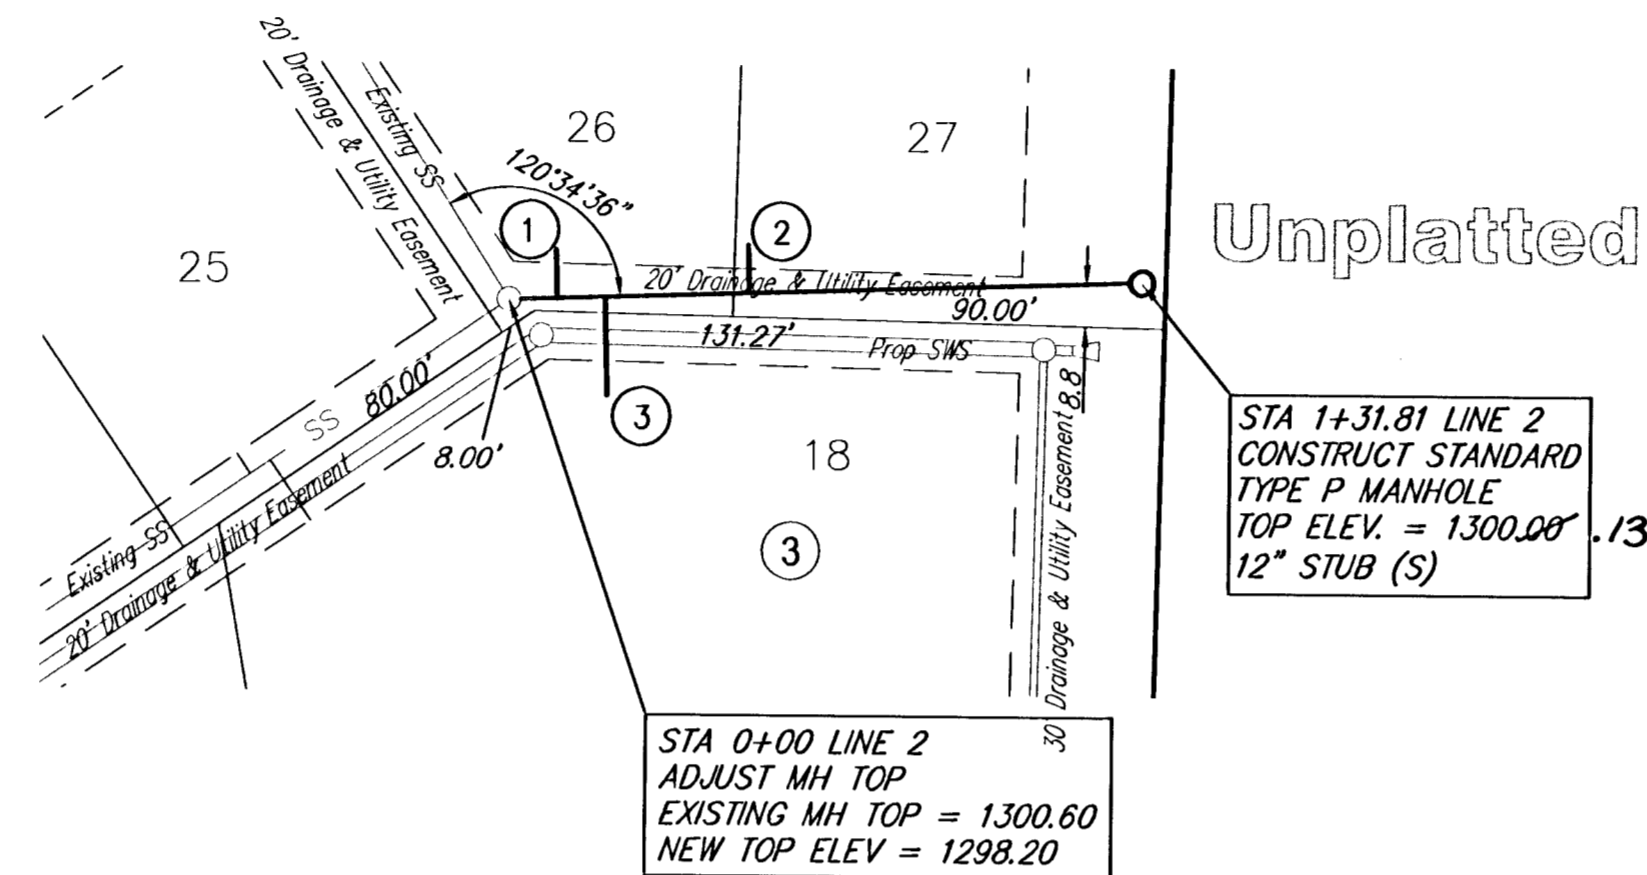 20' Drainage & Utility Easement
Existing SS
26
27
120°34'36"
1
2
Unplatted
25
20' Drainage & Utility Easement
90.00'
131.27'
Prop SWS
80.00'
SS
3
8.00'
8.8
18
3
30' Drainage & Utility Easement
Existing SS
20' Drainage & Utility Easement
STA 1+31.81 LINE 2
CONSTRUCT STANDARD
TYPE P MANHOLE
TOP ELEV. = 1300.00 .13
12" STUB (S)
STA 0+00 LINE 2
ADJUST MH TOP
EXISTING MH TOP = 1300.60
NEW TOP ELEV = 1298.20